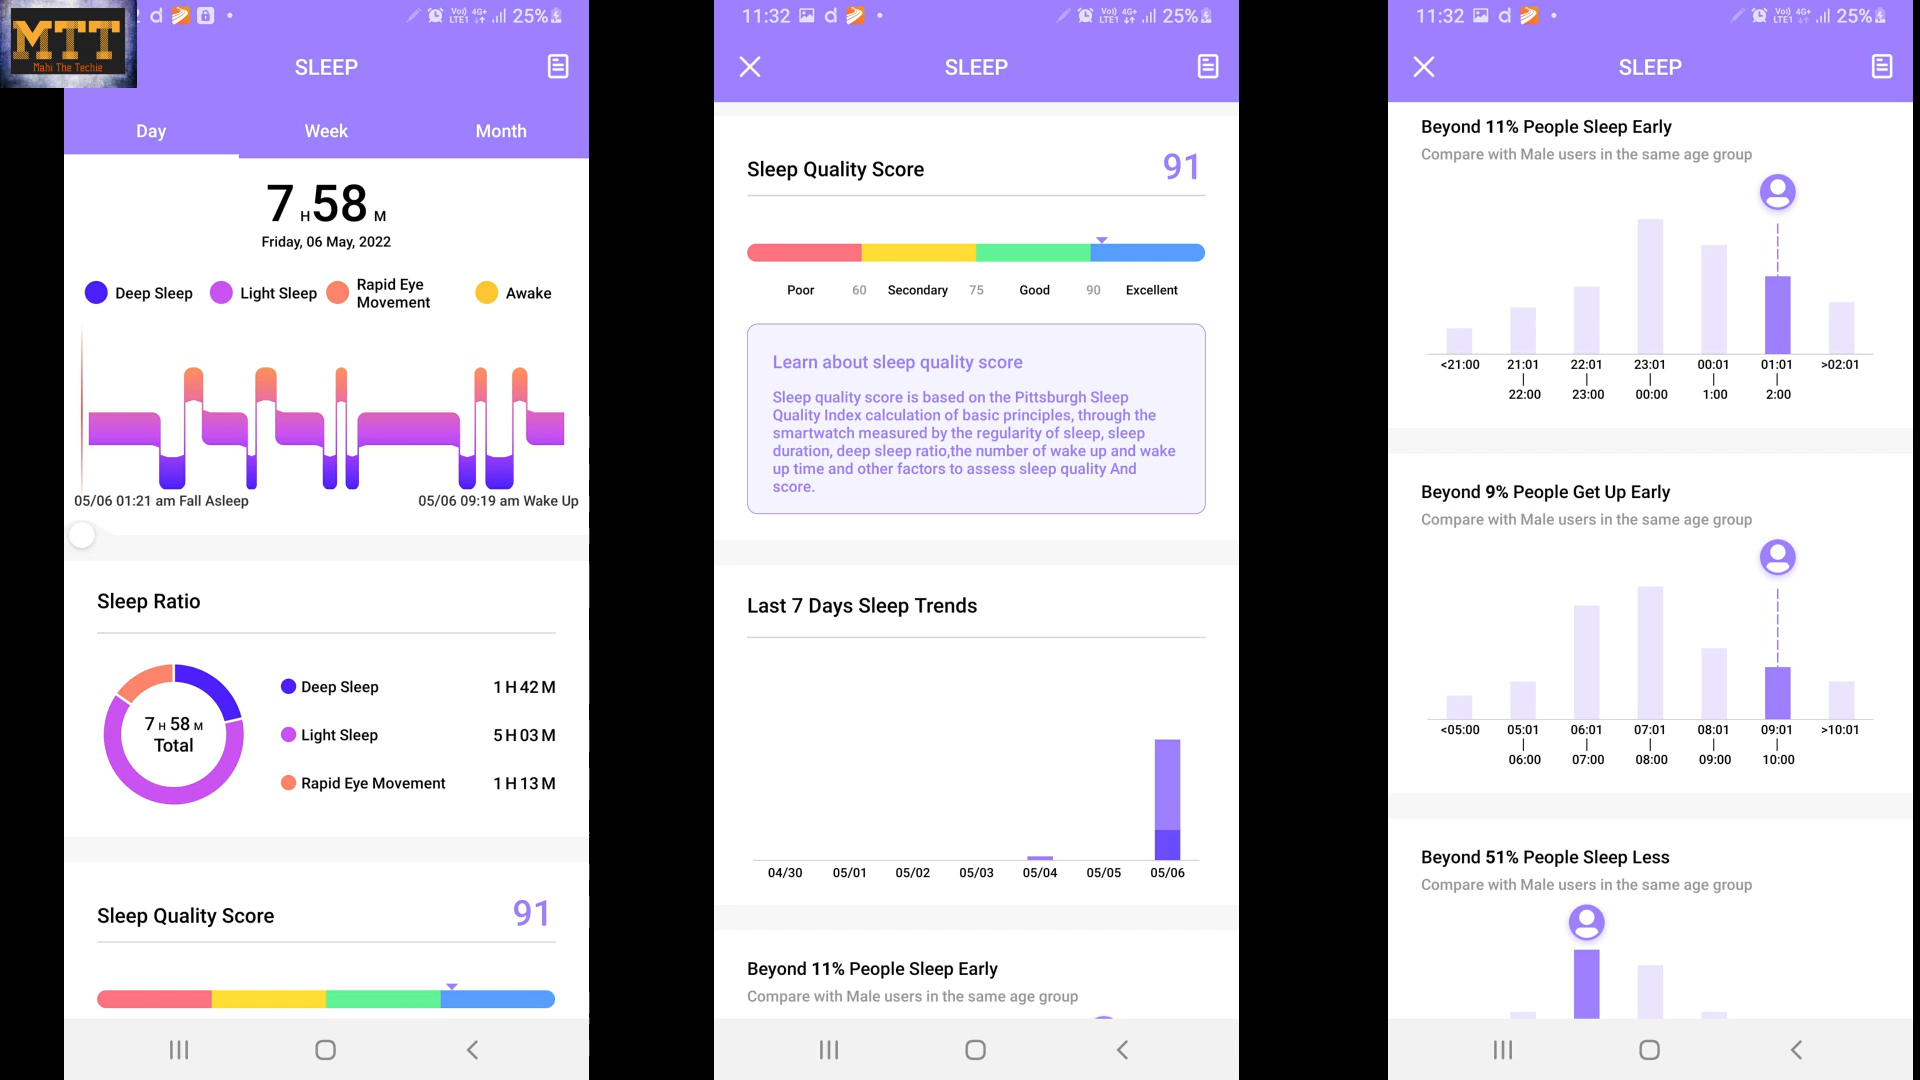 MTT
Mahi The Techie
d
Vo)) 4G+
LTE1
25%
SLEEP
Day
Week
Month
7 H 58 M
Friday, 06 May, 2022
Deep Sleep
Light Sleep
Rapid Eye
Movement
Awake
05/06 01:21 am Fall Asleep
05/06 09:19 am Wake Up
Sleep Ratio
7 H 58 M
Total
Deep Sleep 1 H 42 M
Light Sleep 5 H 03 M
Rapid Eye Movement 1 H 13 M
Sleep Quality Score 91
11:32 d
Vo)) 4G+
LTE1
25%
SLEEP
Sleep Quality Score 91
Poor 60 Secondary 75 Good 90 Excellent
Learn about sleep quality score
Sleep quality score is based on the Pittsburgh Sleep
Quality Index calculation of basic principles, through the
smartwatch measured by the regularity of sleep, sleep
duration, deep sleep ratio,the number of wake up and wake
up time and other factors to assess sleep quality And
score.
Last 7 Days Sleep Trends
04/30 05/01 05/02 05/03 05/04 05/05 05/06
Beyond 11% People Sleep Early
Compare with Male users in the same age group
11:32 d
Vo)) 4G+
LTE1
25%
SLEEP
Beyond 11% People Sleep Early
Compare with Male users in the same age group
<21:00 21:01 22:01 23:01 00:01 01:01 >02:01
22:00 23:00 00:00 1:00 2:00
Beyond 9% People Get Up Early
Compare with Male users in the same age group
<05:00 05:01 06:01 07:01 08:01 09:01 >10:01
06:00 07:00 08:00 09:00 10:00
Beyond 51% People Sleep Less
Compare with Male users in the same age group